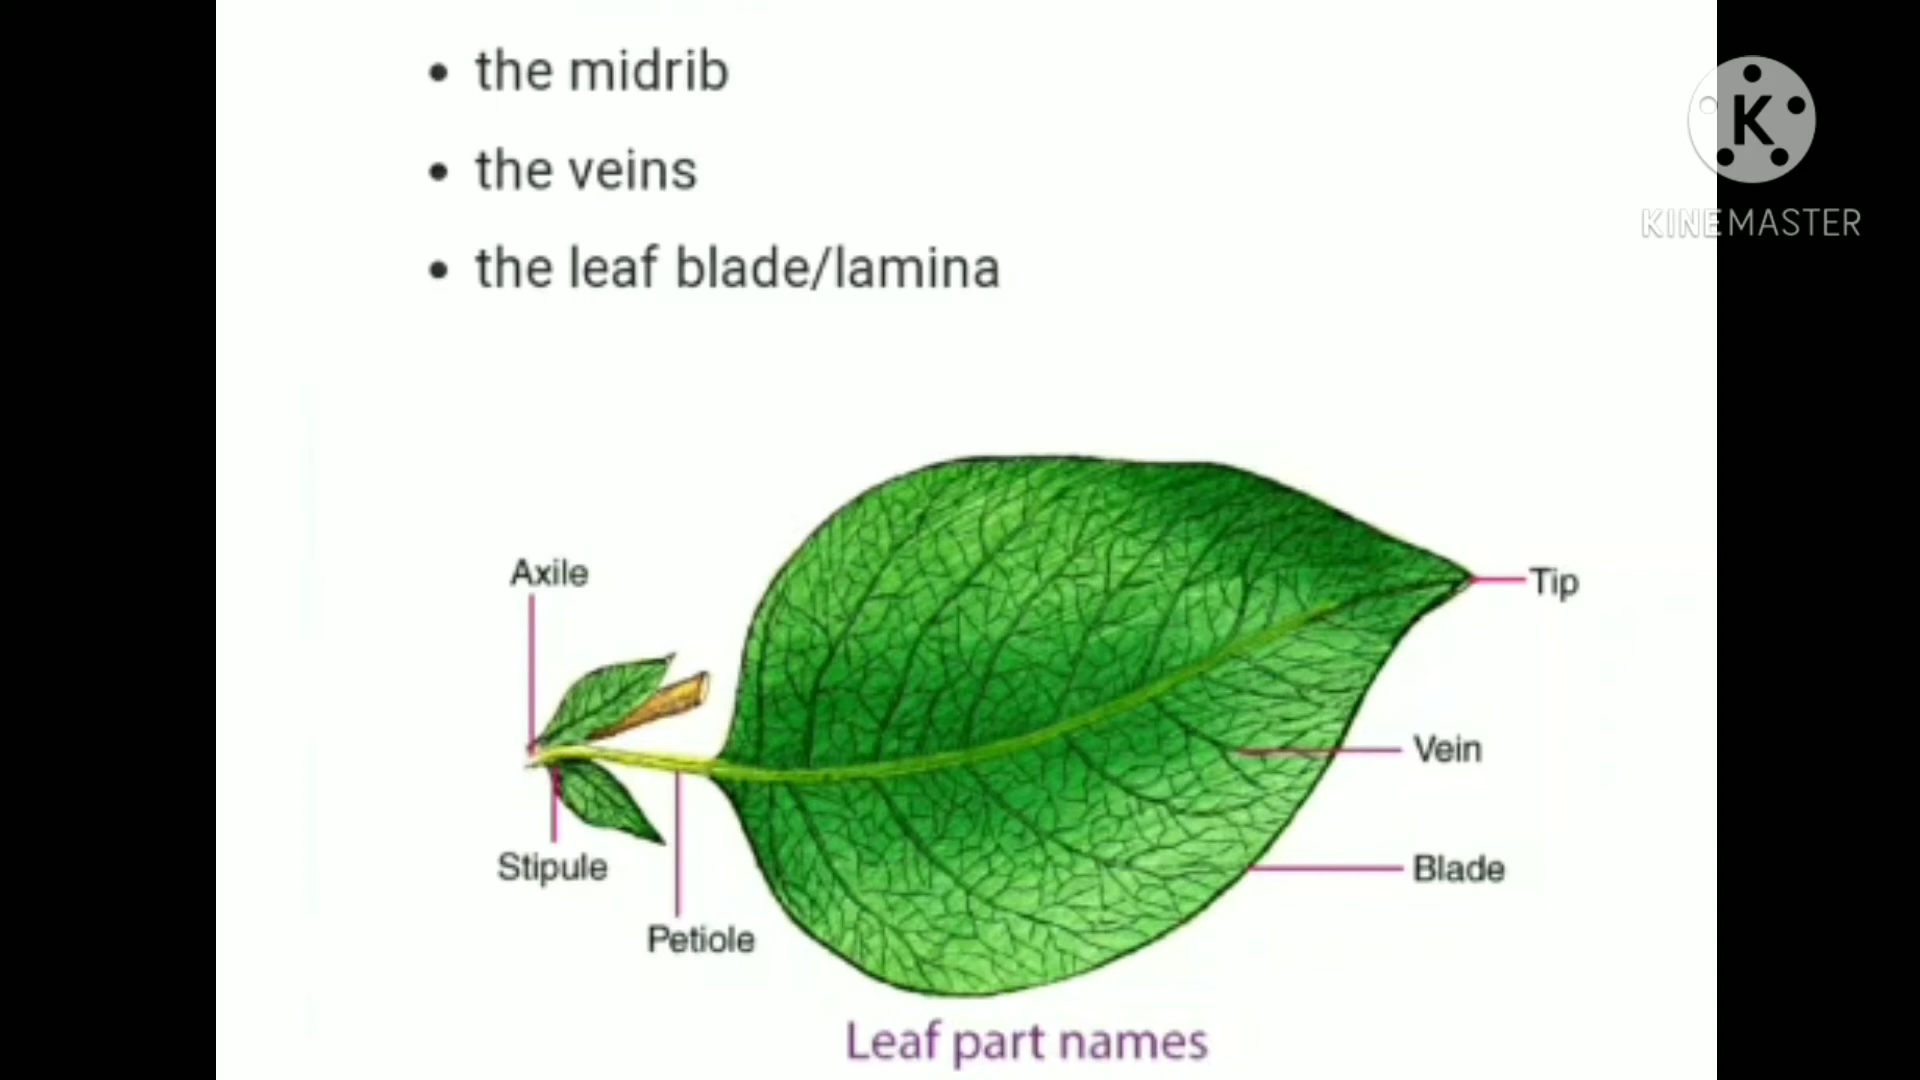 • the midrib
• the veins
• the leaf blade/lamina
K
KINEMASTER
Axile
Tip
Vein
Stipule
Blade
Petiole
Leaf part names